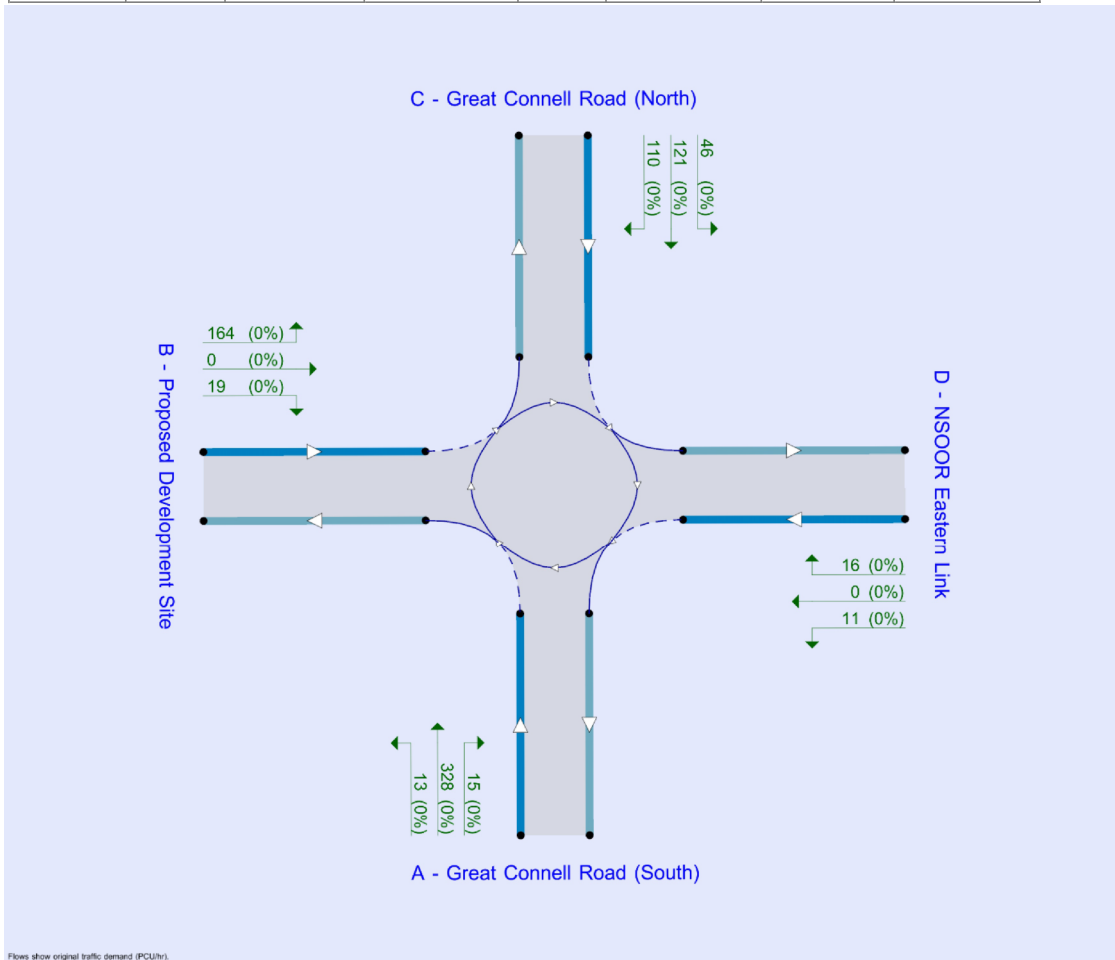 C - Great Connell Road (North)
46 (0%)
121 (0%)
110 (0%)
164 (0%)
0 (0%)
19 (0%)
B - Proposed Development Site
D - NSOOR Eastern Link
16 (0%)
0 (0%)
11 (0%)
15 (0%)
328 (0%)
13 (0%)
A - Great Connell Road (South)
Flows show original traffic demand (PCU/hr).